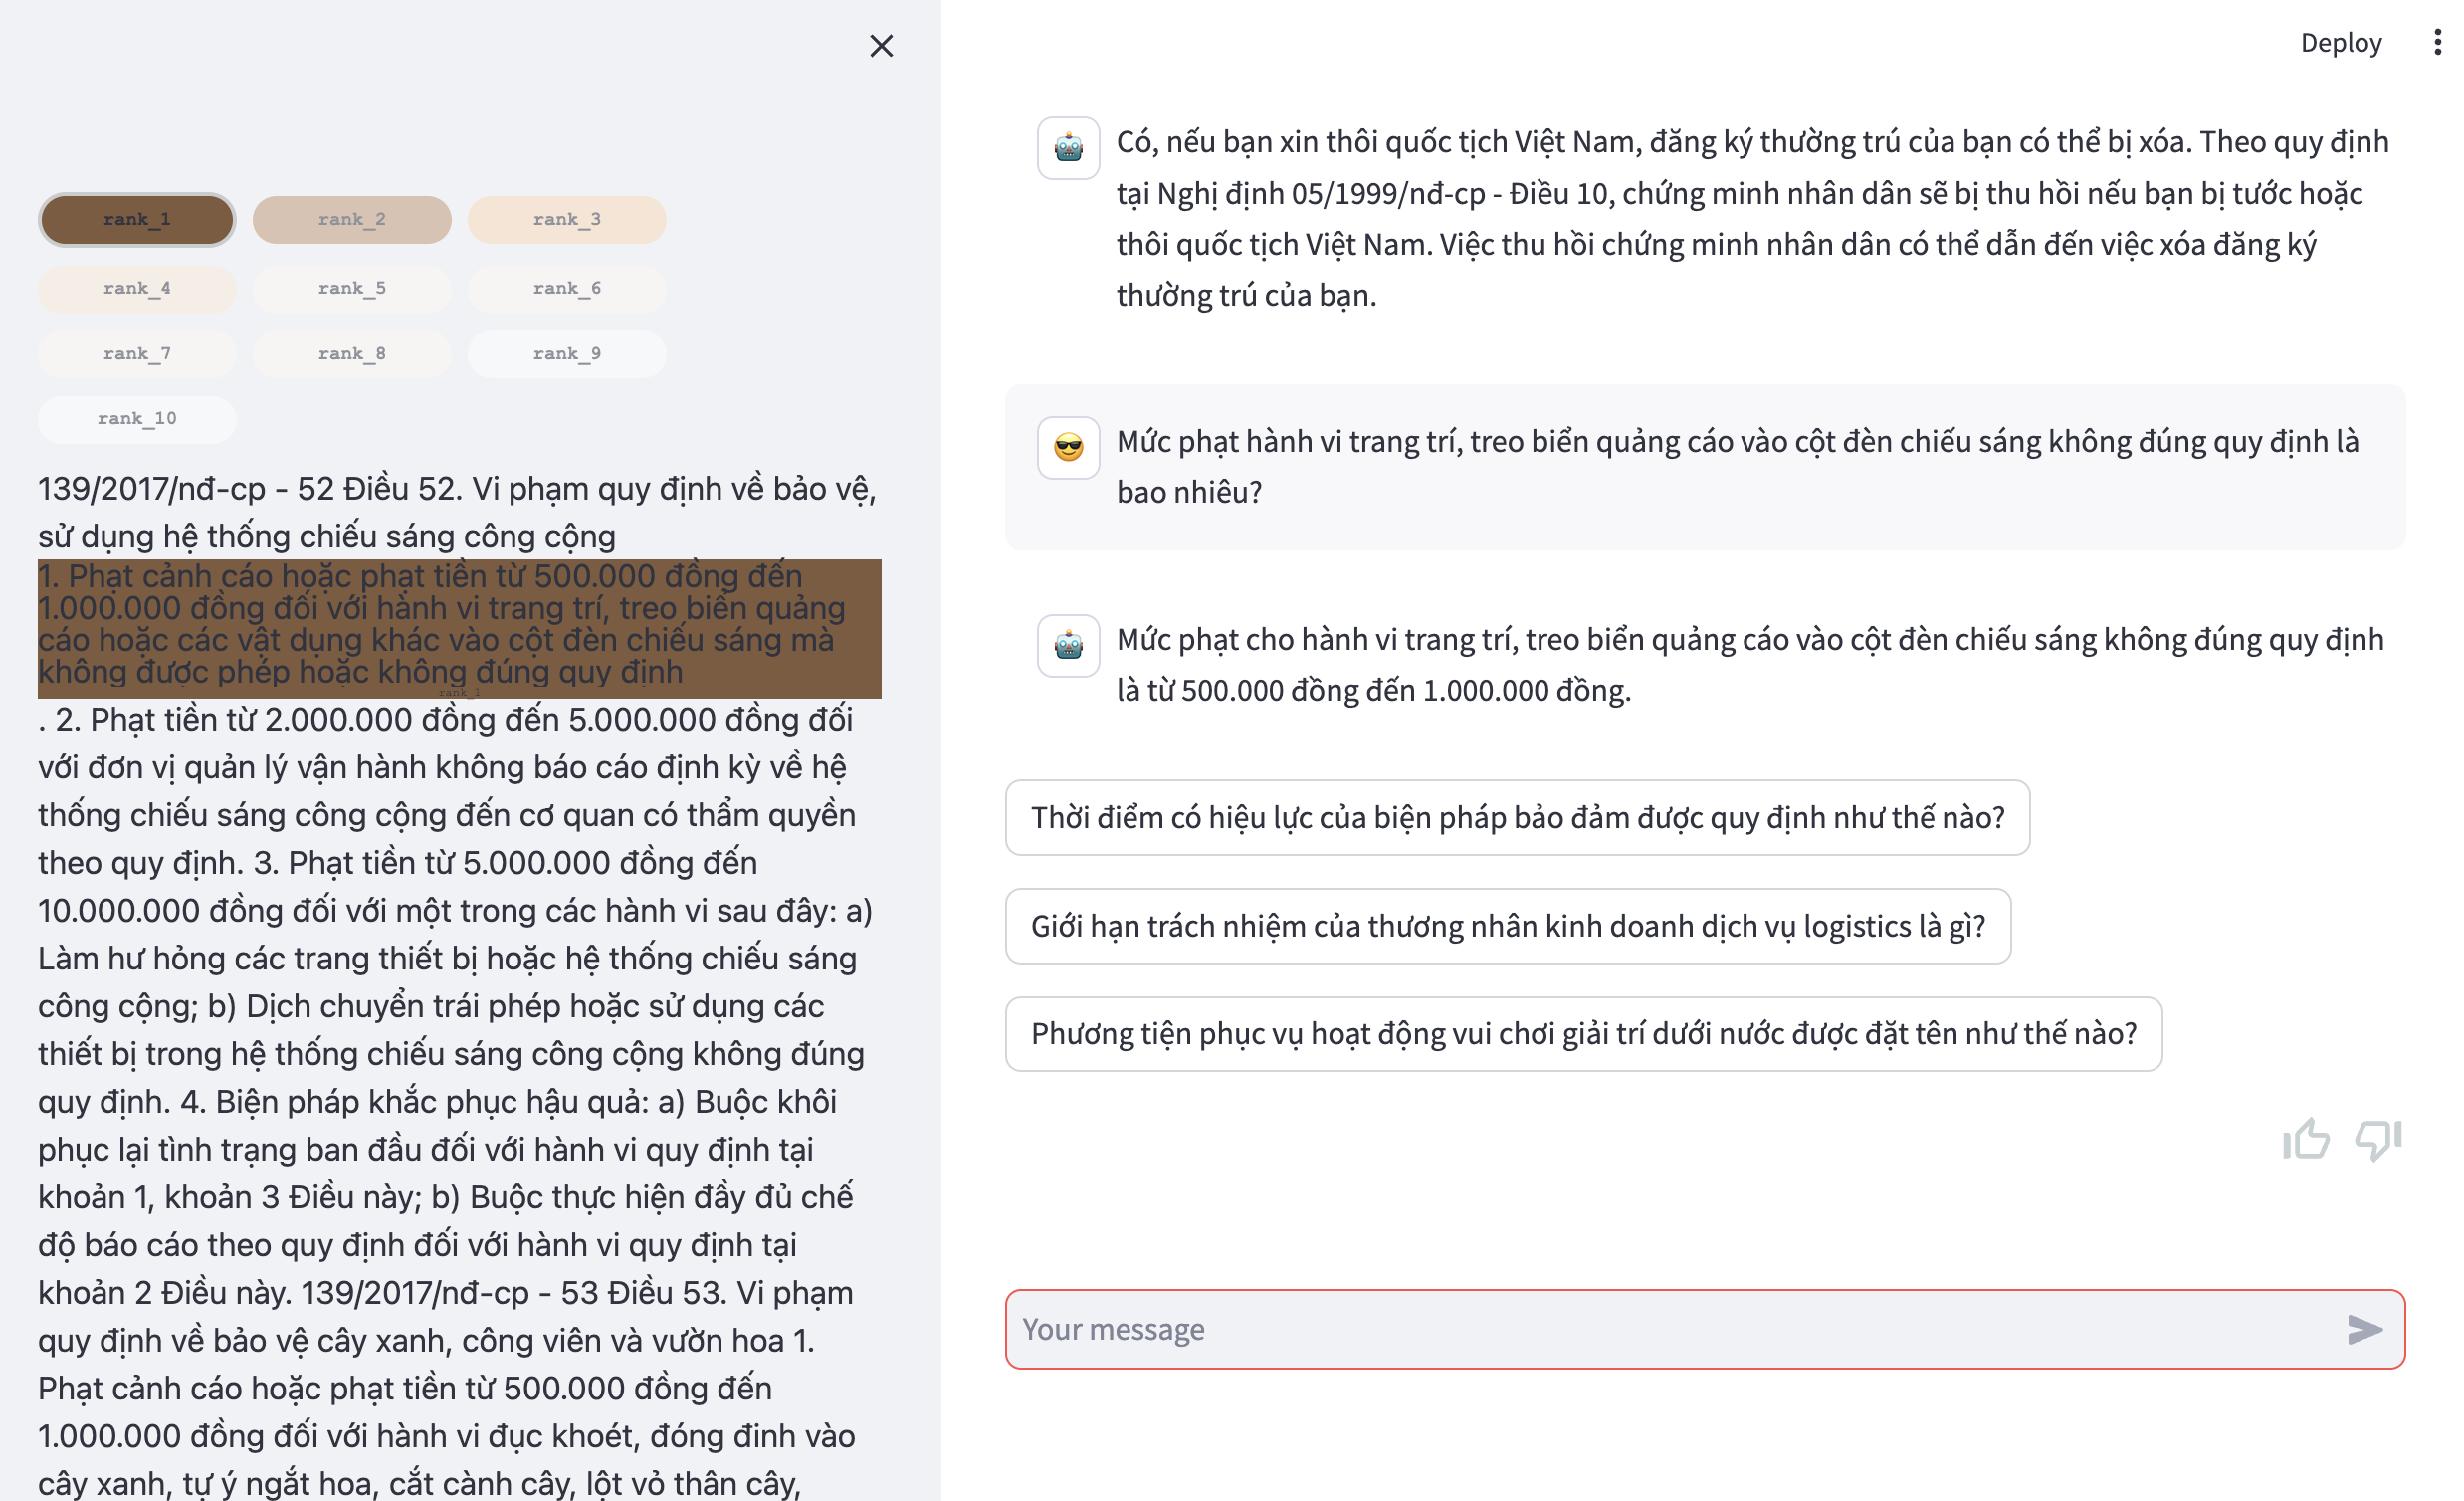 rank_1
rank_2
rank_3
rank_4
rank_5
rank_6
rank_7
rank_8
rank_9
rank_10
139/2017/nđ-cp - 52 Điều 52. Vi phạm quy định về bảo vệ,
sử dụng hệ thống chiếu sáng công cộng
1. Phạt cảnh cáo hoặc phạt tiền từ 500.000 đồng đến
1.000.000 đồng đối với hành vi trang trí, treo biển quảng
cáo hoặc các vật dụng khác vào cột đèn chiếu sáng mà
không được phép hoặc không đúng quy định
rank_1
. 2. Phạt tiền từ 2.000.000 đồng đến 5.000.000 đồng đối
với đơn vị quản lý vận hành không báo cáo định kỳ về hệ
thống chiếu sáng công cộng đến cơ quan có thẩm quyền
theo quy định. 3. Phạt tiền từ 5.000.000 đồng đến
10.000.000 đồng đối với một trong các hành vi sau đây: a)
Làm hư hỏng các trang thiết bị hoặc hệ thống chiếu sáng
công cộng; b) Dịch chuyển trái phép hoặc sử dụng các
thiết bị trong hệ thống chiếu sáng công cộng không đúng
quy định. 4. Biện pháp khắc phục hậu quả: a) Buộc khôi
phục lại tình trạng ban đầu đối với hành vi quy định tại
khoản 1, khoản 3 Điều này; b) Buộc thực hiện đầy đủ chế
độ báo cáo theo quy định đối với hành vi quy định tại
khoản 2 Điều này. 139/2017/nđ-cp - 53 Điều 53. Vi phạm
quy định về bảo vệ cây xanh, công viên và vườn hoa 1.
Phạt cảnh cáo hoặc phạt tiền từ 500.000 đồng đến
1.000.000 đồng đối với hành vi đục khoét, đóng đinh vào
cây xanh, tự ý ngắt hoa, cắt cành cây, lột vỏ thân cây,
Deploy
Có, nếu bạn xin thôi quốc tịch Việt Nam, đăng ký thường trú của bạn có thể bị xóa. Theo quy định
tại Nghị định 05/1999/nđ-cp - Điều 10, chứng minh nhân dân sẽ bị thu hồi nếu bạn bị tước hoặc
thôi quốc tịch Việt Nam. Việc thu hồi chứng minh nhân dân có thể dẫn đến việc xóa đăng ký
thường trú của bạn.
Mức phạt hành vi trang trí, treo biển quảng cáo vào cột đèn chiếu sáng không đúng quy định là
bao nhiêu?
Mức phạt cho hành vi trang trí, treo biển quảng cáo vào cột đèn chiếu sáng không đúng quy định
là từ 500.000 đồng đến 1.000.000 đồng.
Thời điểm có hiệu lực của biện pháp bảo đảm được quy định như thế nào?
Giới hạn trách nhiệm của thương nhân kinh doanh dịch vụ logistics là gì?
Phương tiện phục vụ hoạt động vui chơi giải trí dưới nước được đặt tên như thế nào?
Your message